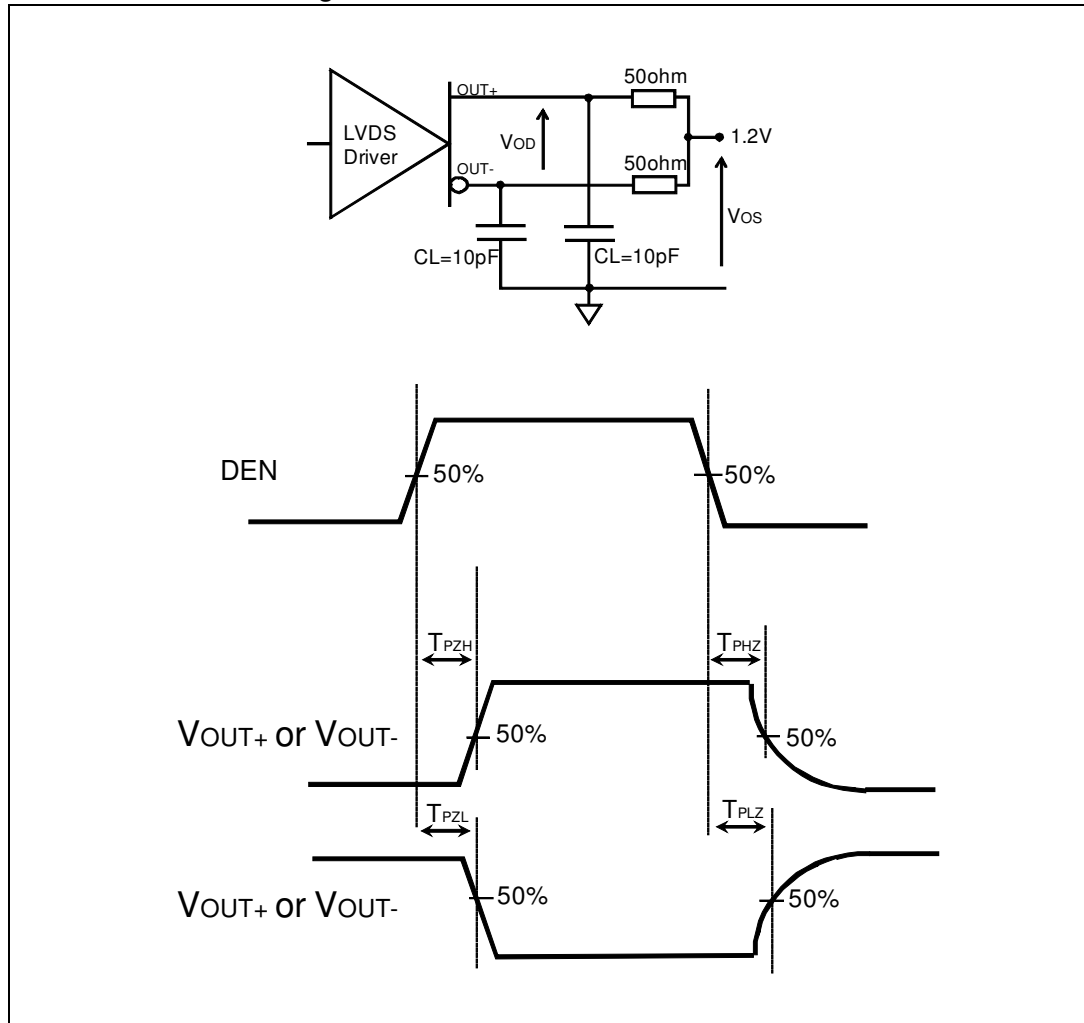 50ohm
OUT+
LVDS
Driver
VOD
1.2V
50ohm
OUT-
VOS
CL=10pF
CL=10pF
DEN
50%
50%
TPZH
TPHZ
VOUT+ or VOUT-
50%
50%
TPZL
TPLZ
VOUT+ or VOUT-
50%
50%